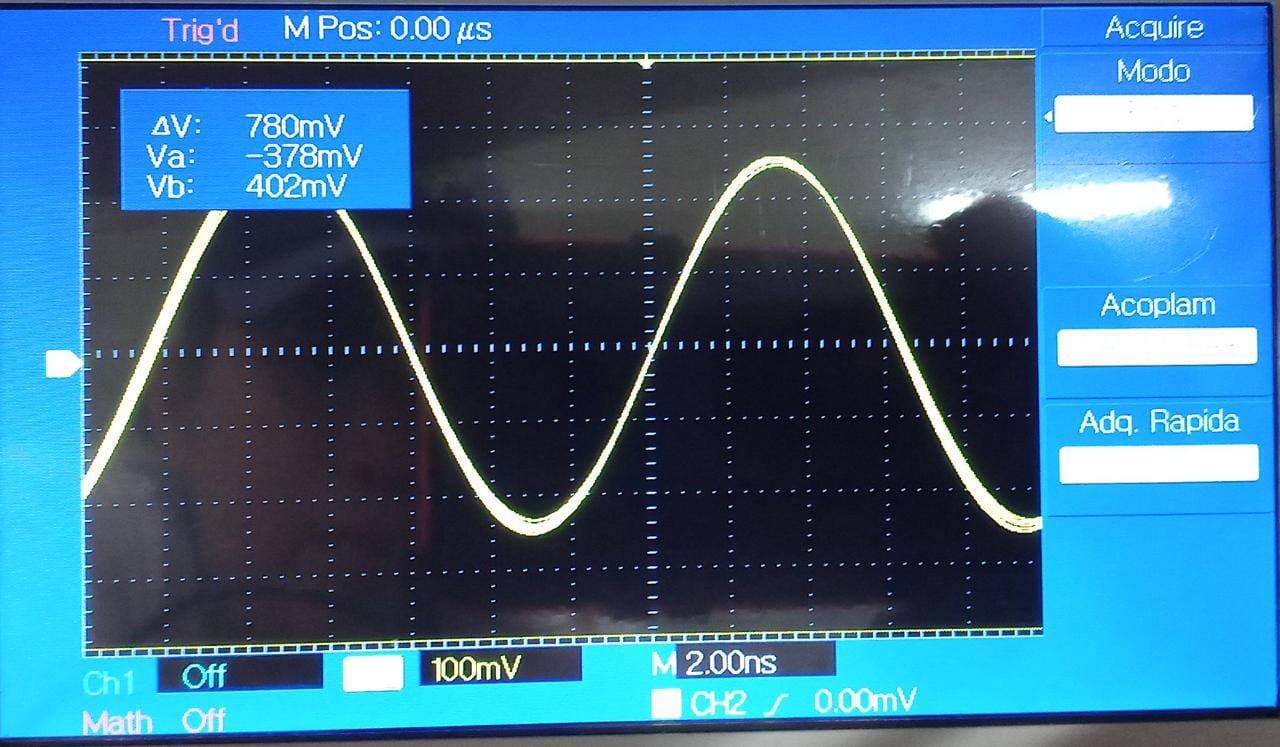 Trig'd M Pos: 0.00 µs
Acquire
Modo
ΔV: 780mV
Va: -378mV
Vb: 402mV
Acoplam
Adq. Rapida
Ch1 Off 100mV M 2.00ns
CH2 0.00mV
Math Off